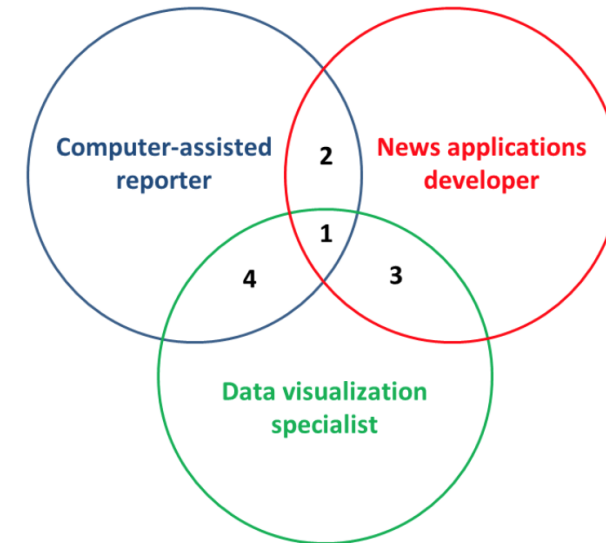 Computer-assisted
reporter
2
News applications
developer
1
4
3
Data visualization
specialist